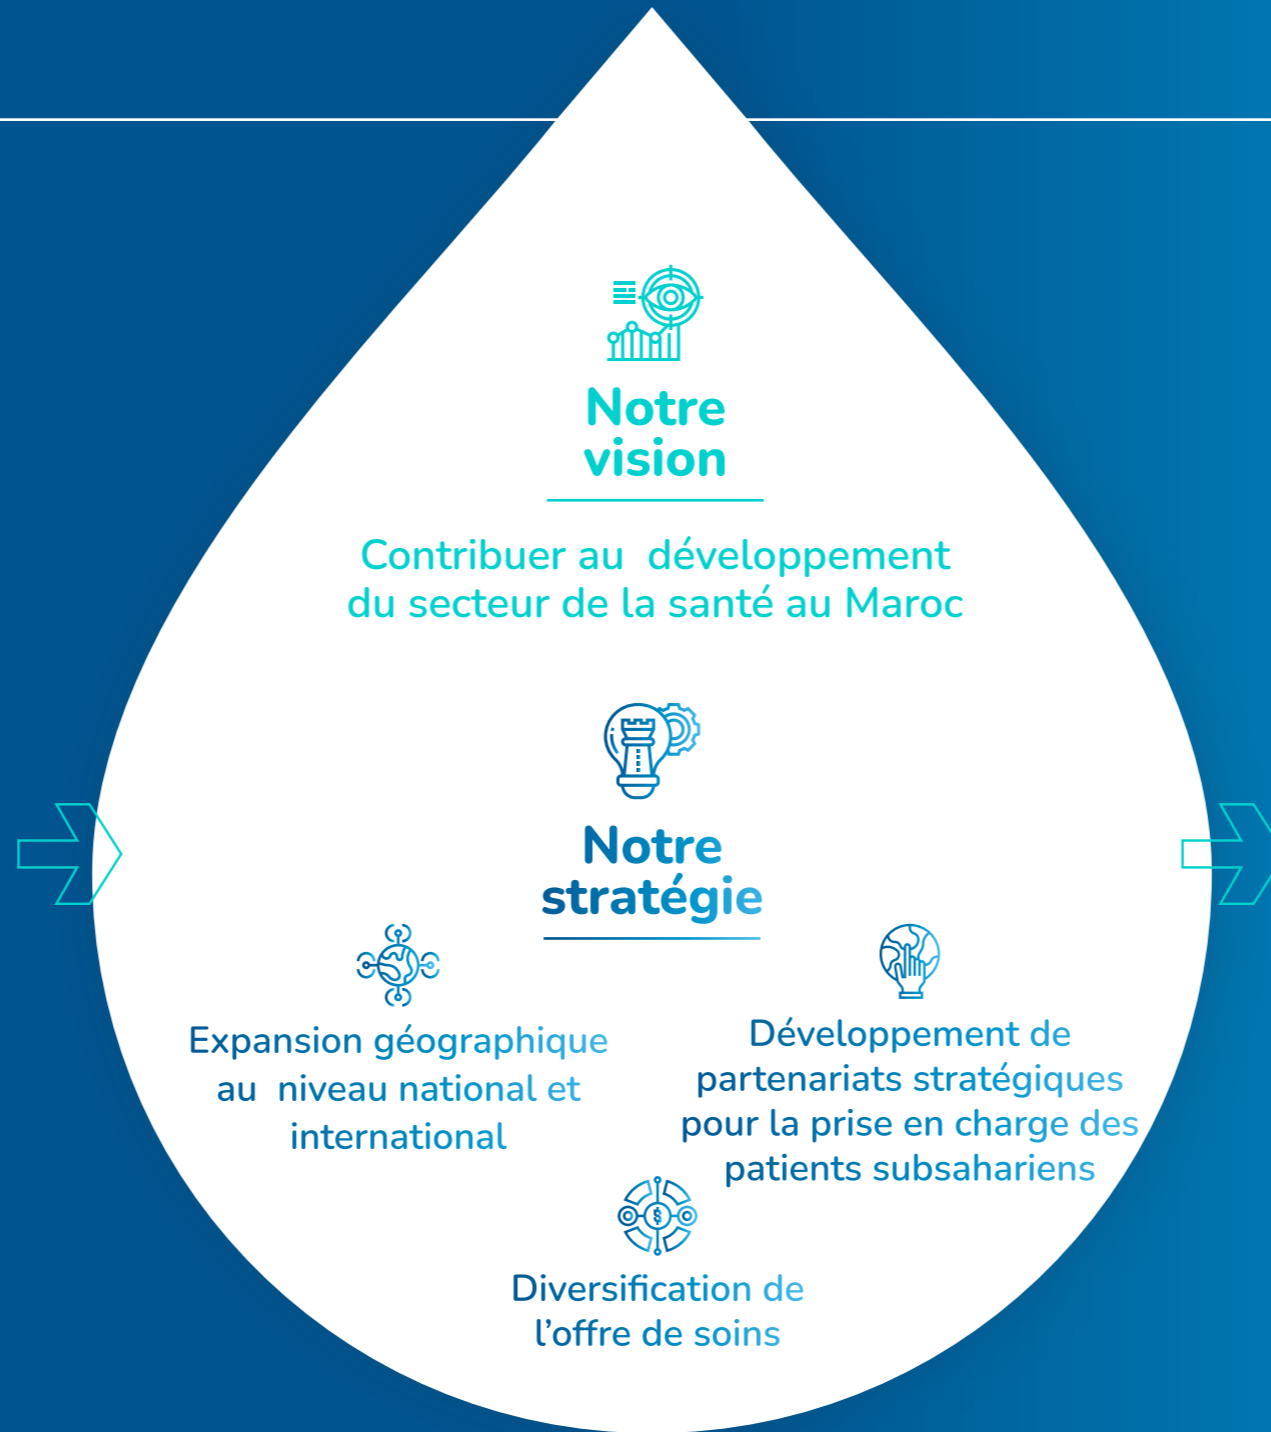 Notre
vision
Contribuer au  développement
du secteur de la santé au Maroc
Notre
stratégie
Expansion géographique
au  niveau national et
international
Développement de
partenariats stratégiques
pour la prise en charge des
patients subsahariens
$
Diversification de
l’offre de soins